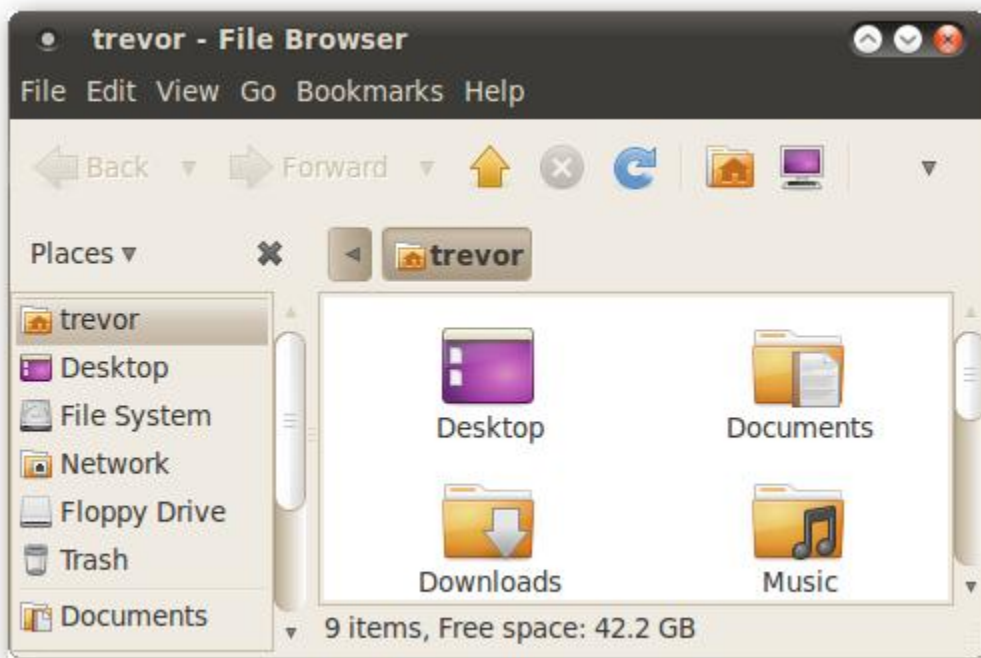 trevor - File Browser
File Edit View Go Bookmarks Help
Back Forward
Places
trevor
trevor
Desktop
File System
Network
Floppy Drive
Trash
Documents
Desktop
Documents
Downloads
Music
9 items, Free space: 42.2 GB